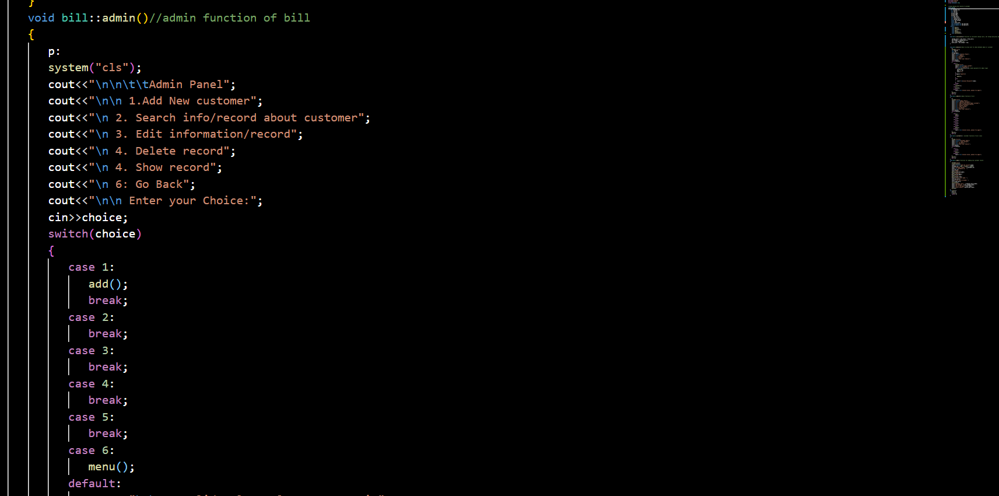 }
void bill::admin()//admin function of bill
{
p:
system("cls");
cout<<"\n\n\t\tAdmin Panel";
cout<<"\n\n 1.Add New customer";
cout<<"\n 2. Search info/record about customer";
cout<<"\n 3. Edit information/record";
cout<<"\n 4. Delete record";
cout<<"\n 4. Show record";
cout<<"\n 6: Go Back";
cout<<"\n\n Enter your Choice:";
cin>>choice;
switch(choice)
{
case 1:
add();
break;
case 2:
break;
case 3:
break;
case 4:
break;
case 5:
break;
case 6:
menu();
default: